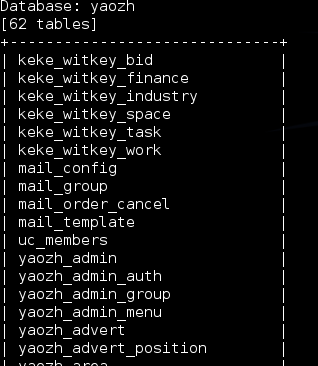 Database: yaozh
[62 tables]
+------------------------------+
| keke_witkey_bid |
| keke_witkey_finance |
| keke_witkey_industry |
| keke_witkey_space |
| keke_witkey_task |
| keke_witkey_work |
| mail_config |
| mail_group |
| mail_order_cancel |
| mail_template |
| uc_members |
| yaozh_admin |
| yaozh_admin_auth |
| yaozh_admin_group |
| yaozh_admin_menu |
| yaozh_advert |
| yaozh_advert_position |
| yaozh_area |